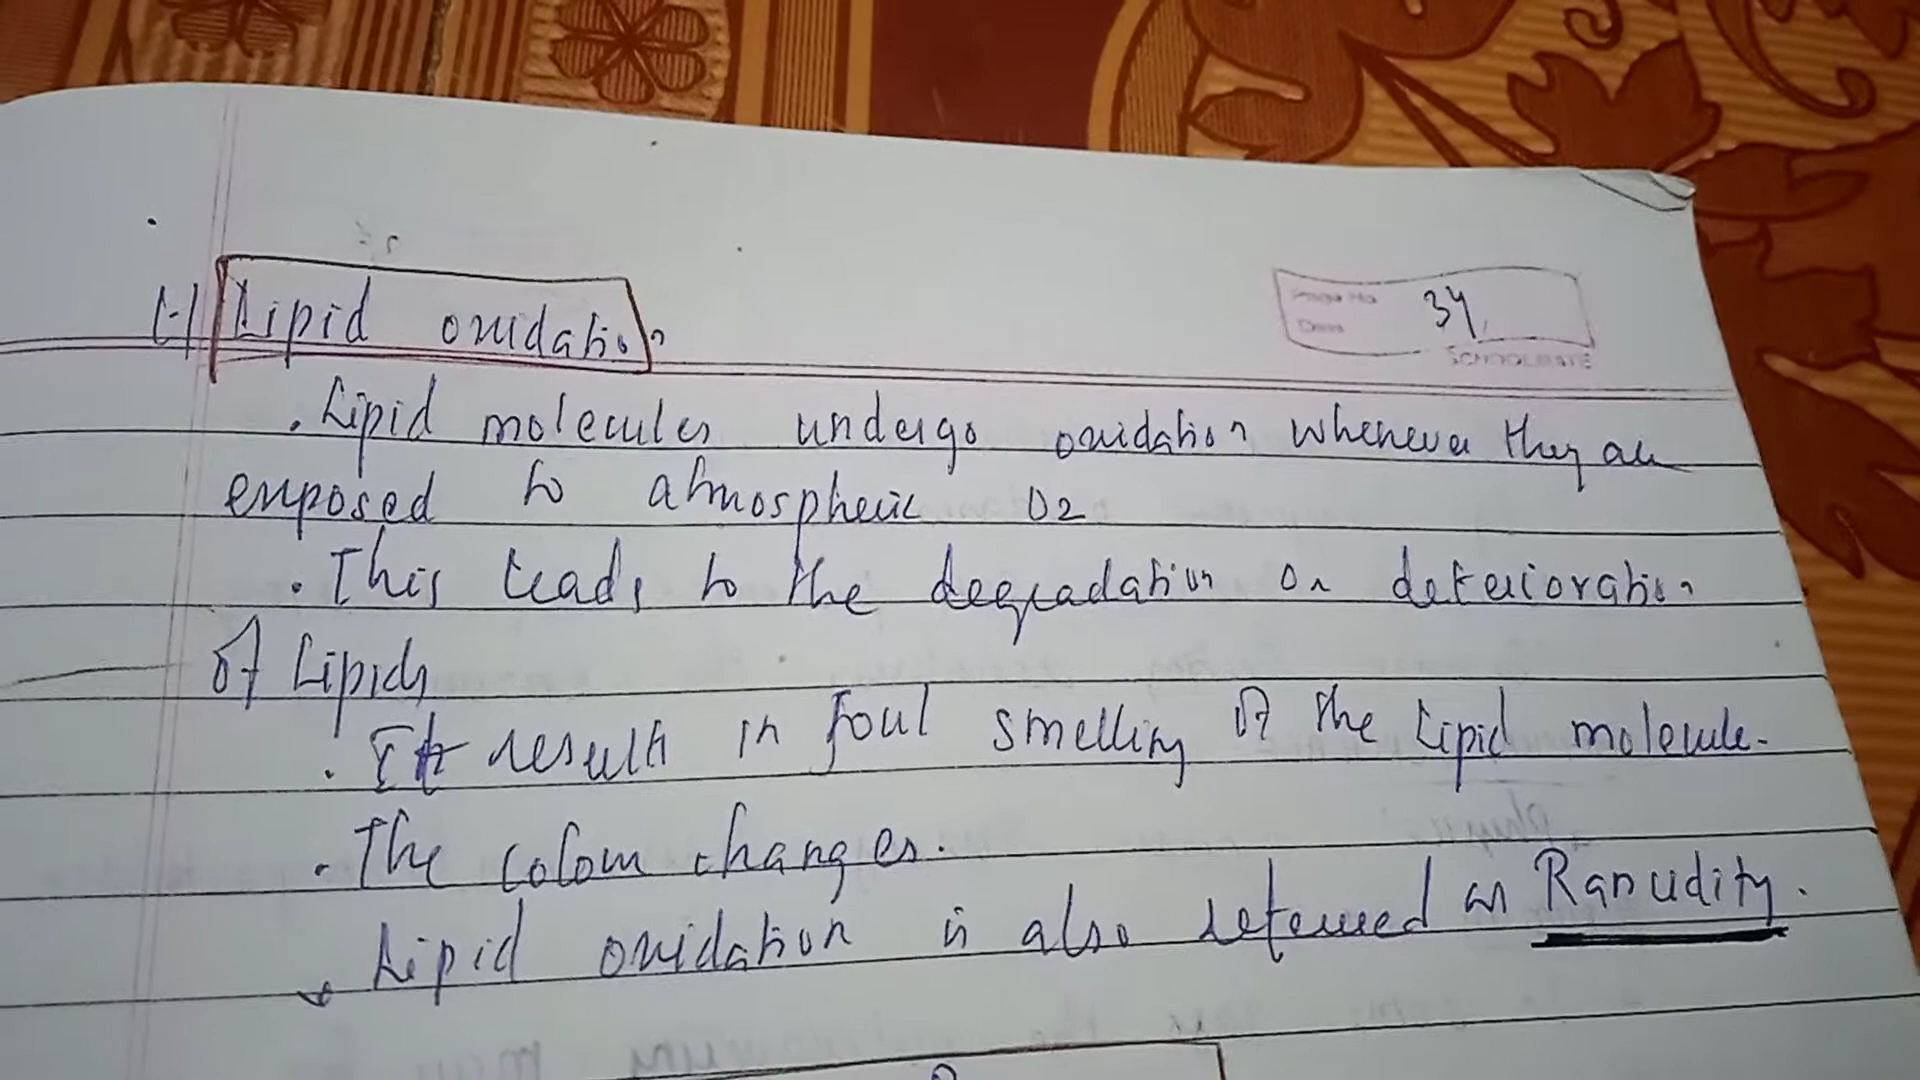 Page No 34
Date
SCHOOLMATE
Lipid oxidation
. Lipid molecules undergo oxidation whenever they are
exposed to atmospheric O2
. This leads to the degradation or deterioration
of Lipids
. It result in foul smelling of the Lipid molecule.
. The colour changes.
Lipid oxidation is also referred as Rancidity.